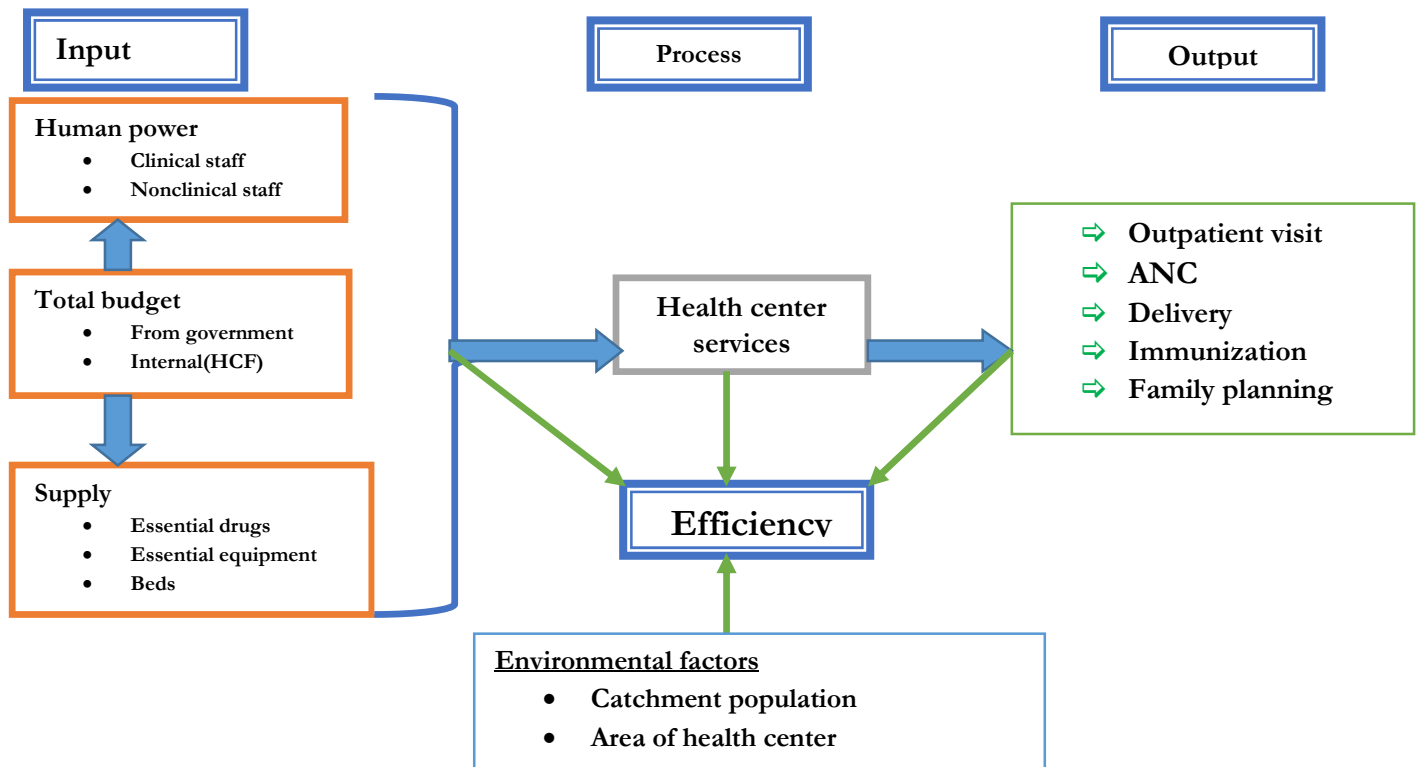 Input
Process
Output
Human power
• Clinical staff
• Nonclinical staff
Total budget
• From government
• Internal(HCF)
Supply
• Essential drugs
• Essential equipment
• Beds
Health center
services
⇨ Outpatient visit
⇨ ANC
⇨ Delivery
⇨ Immunization
⇨ Family planning
Efficiency
Environmental factors
• Catchment population
• Area of health center